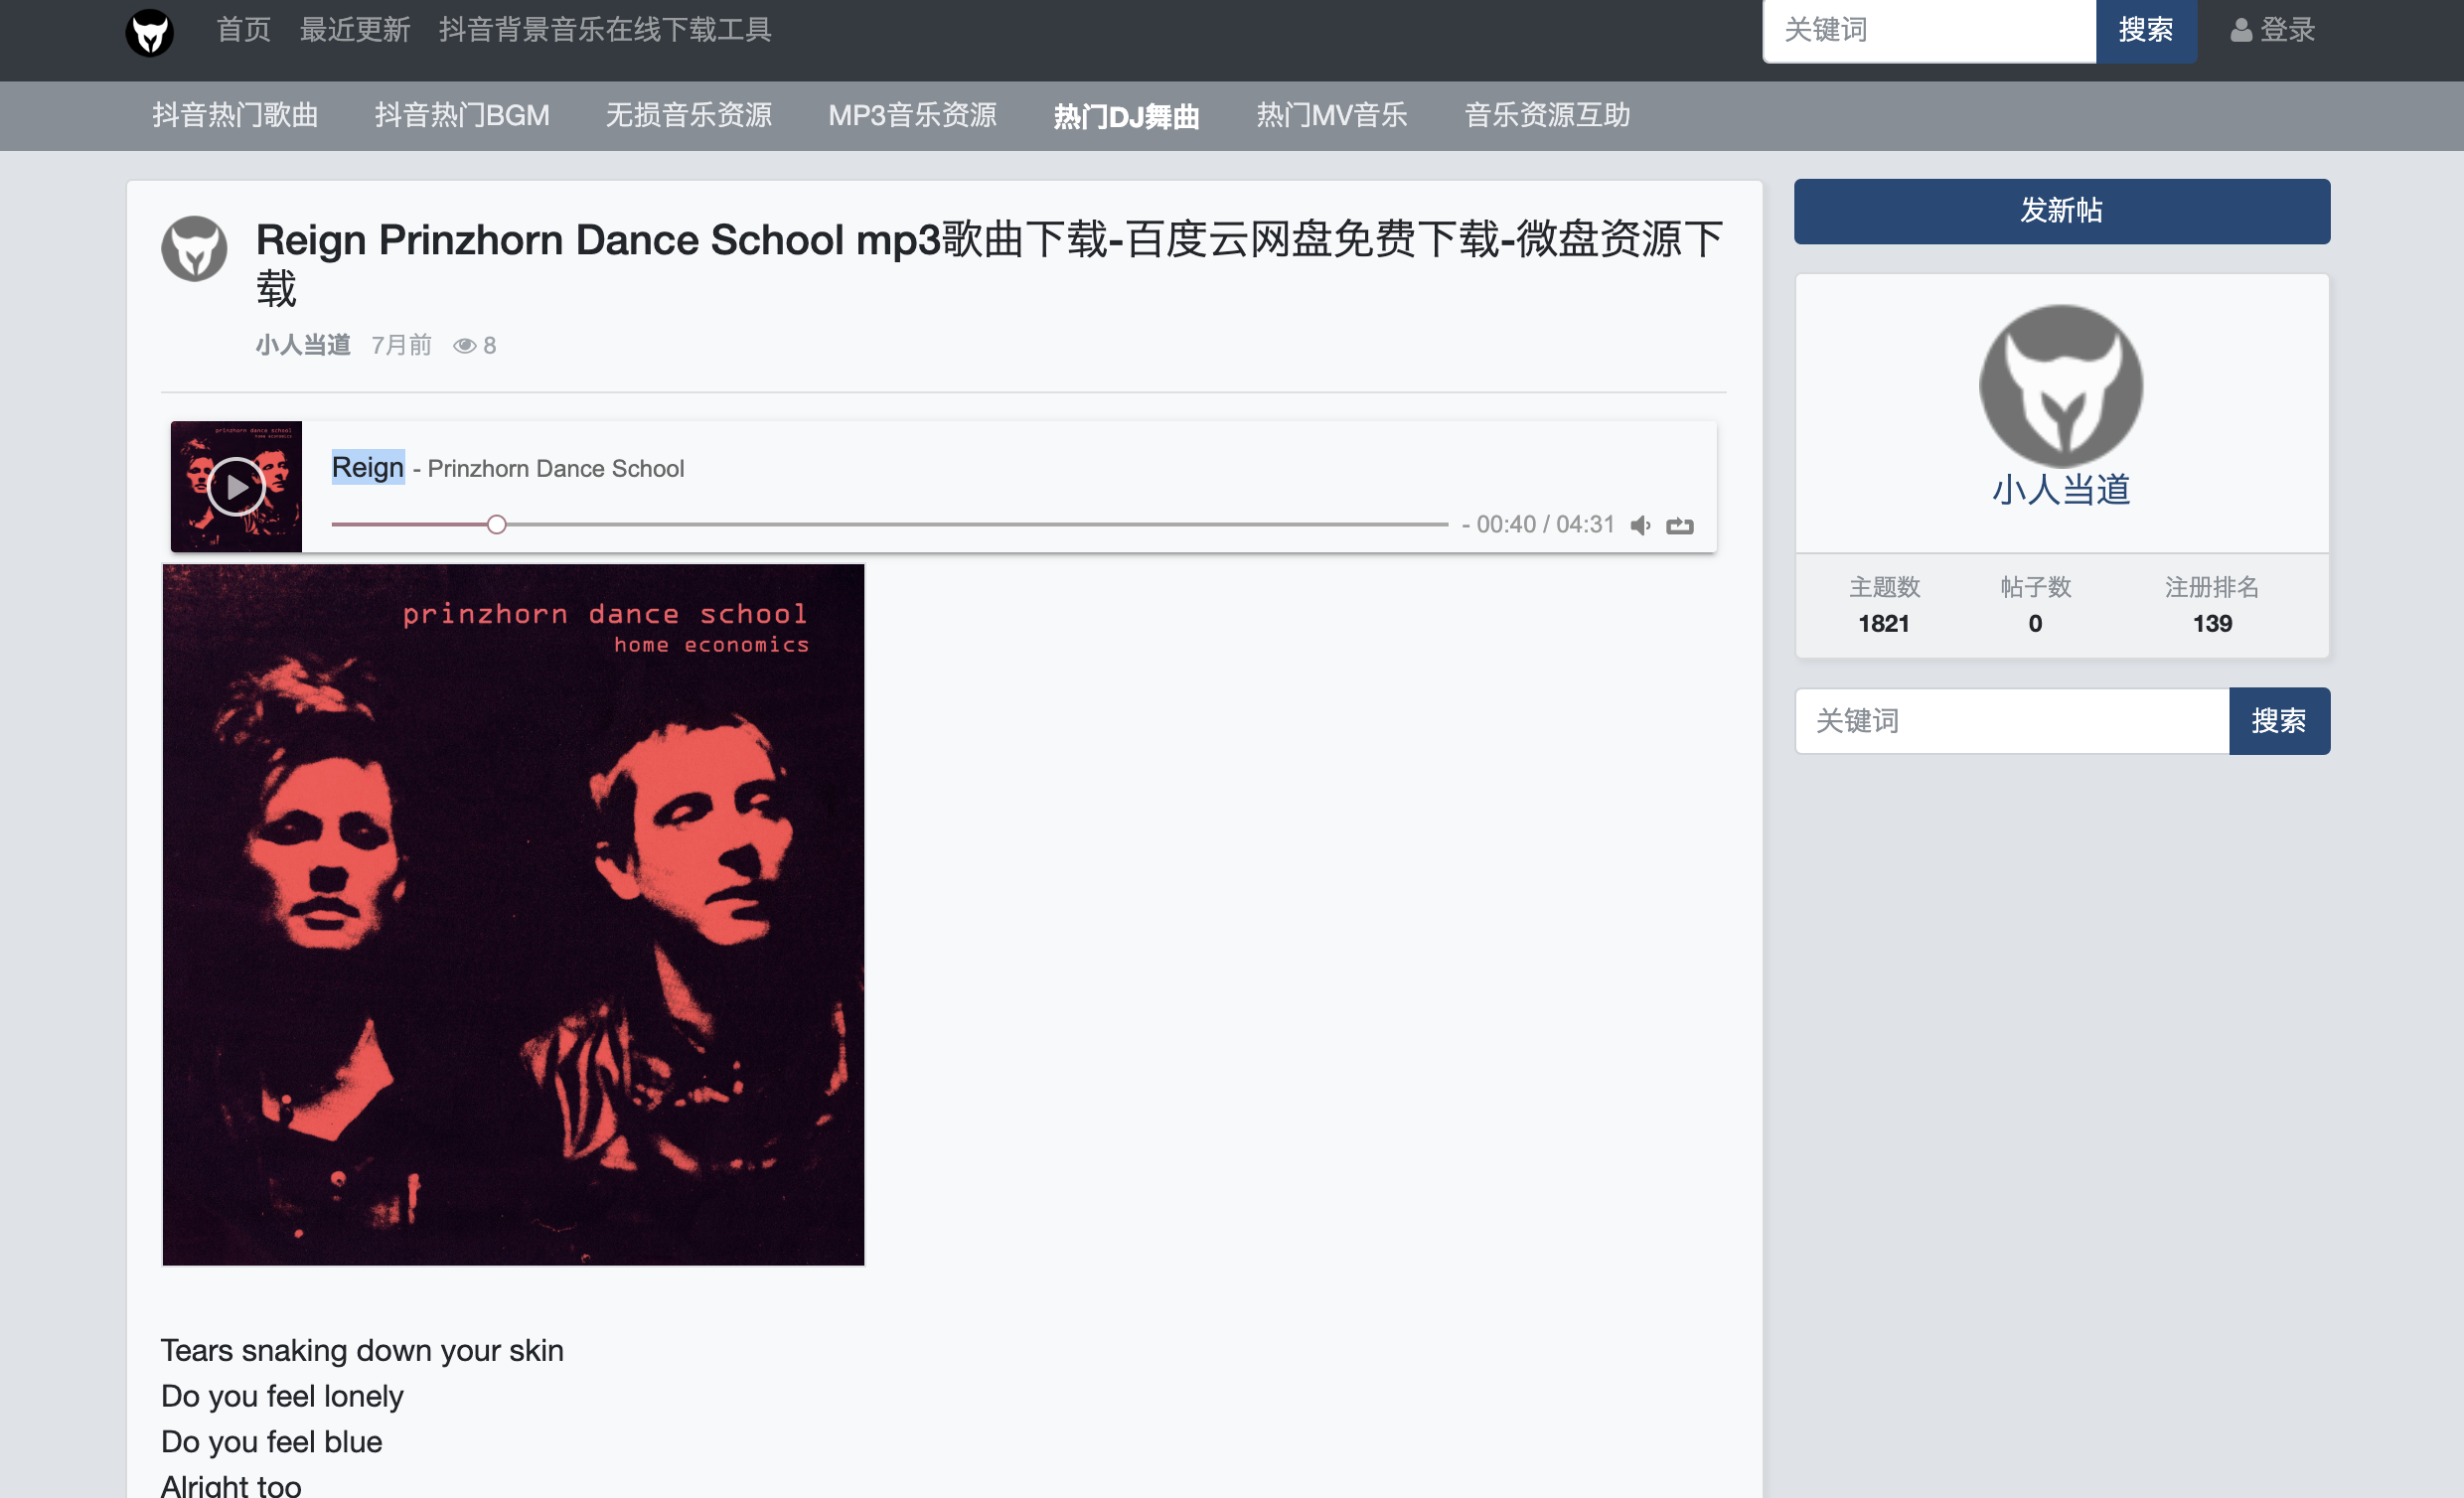 首页 最近更新 抖音背景音乐在线下载工具 关键词 搜索 登录
抖音热门歌曲 抖音热门BGM 无损音乐资源 MP3音乐资源 热门DJ舞曲 热门MV音乐 音乐资源互助
Reign Prinzhorn Dance School mp3歌曲下载-百度云网盘免费下载-微盘资源下
载
小人当道 7月前 8
prinzhorn dance school
home economics
Reign - Prinzhorn Dance School
- 00:40 / 04:31
prinzhorn dance school
home economics
Tears snaking down your skin
Do you feel lonely
Do you feel blue
Alright too
发新帖
小人当道
主题数 帖子数 注册排名
1821 0 139
关键词 搜索